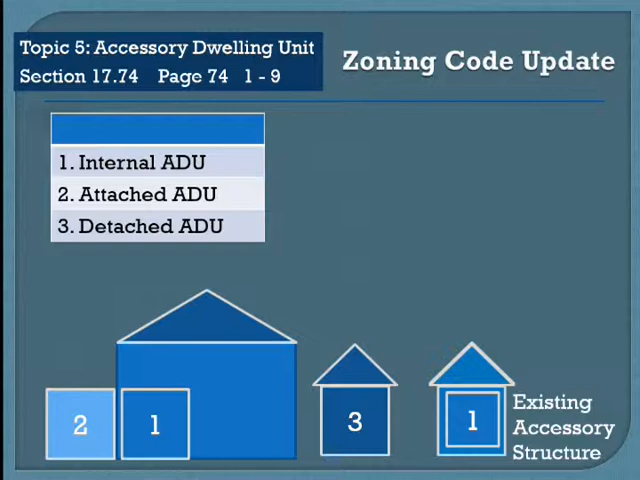 Topic 5: Accessory Dwelling Unit
Section 17.74 Page 74 1 - 9
Zoning Code Update
1. Internal ADU
2. Attached ADU
3. Detached ADU
2
1
3
1
Existing
Accessory
Structure